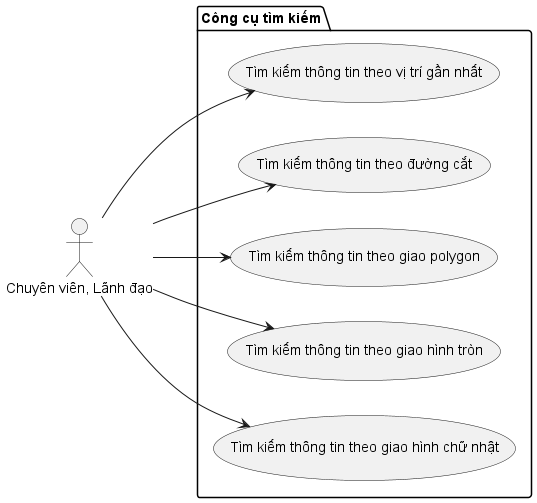 Công cụ tìm kiếm
Tìm kiếm thông tin theo vị trí gần nhất
Tìm kiếm thông tin theo đường cắt
Tìm kiếm thông tin theo giao polygon
Chuyên viên, Lãnh đạo
Tìm kiếm thông tin theo giao hình tròn
Tìm kiếm thông tin theo giao hình chữ nhật